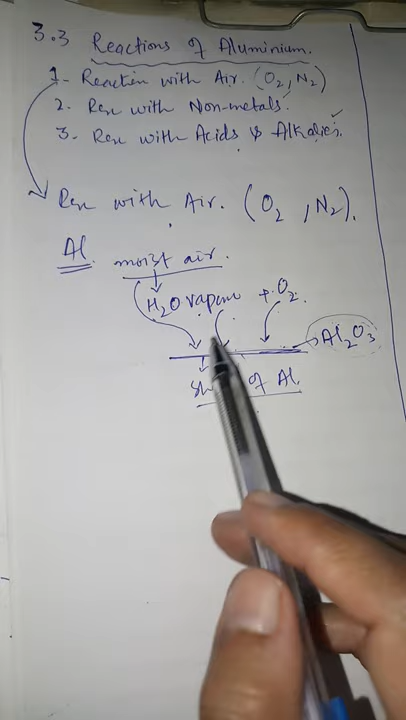 3.3 Reactions of Aluminium.
1- Reaction with Air. (O2, N2)
2. Rxn with Non-metals.
3. Rxn with Acids & Alkalies.
Rxn with Air. (O2, N2).
Al. moist air.
H2O vapour + O2.
Al2O3
of Al